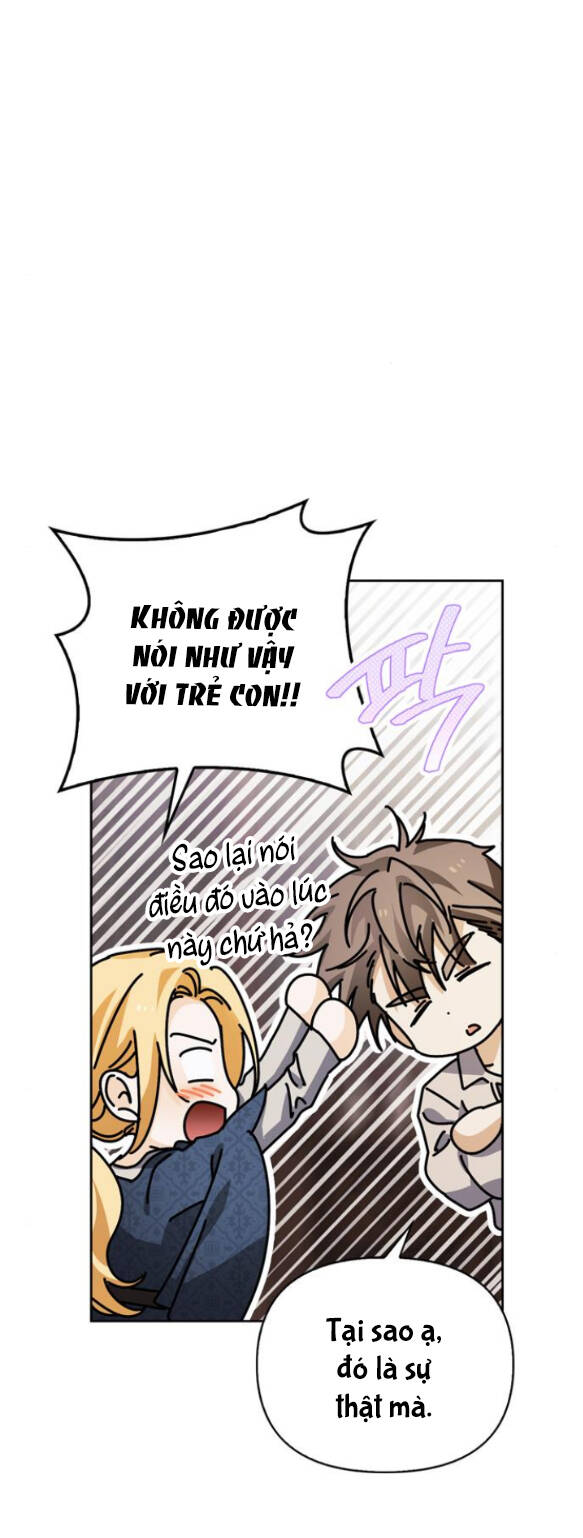 KHÔNG ĐƯỢC
NÓI NHƯ VẬY
VỚI TRẺ CON!!
팍
Sao lại nói
điều đó vào lúc
này chứ hả?
Tại sao ạ,
đó là sự
thật mà.